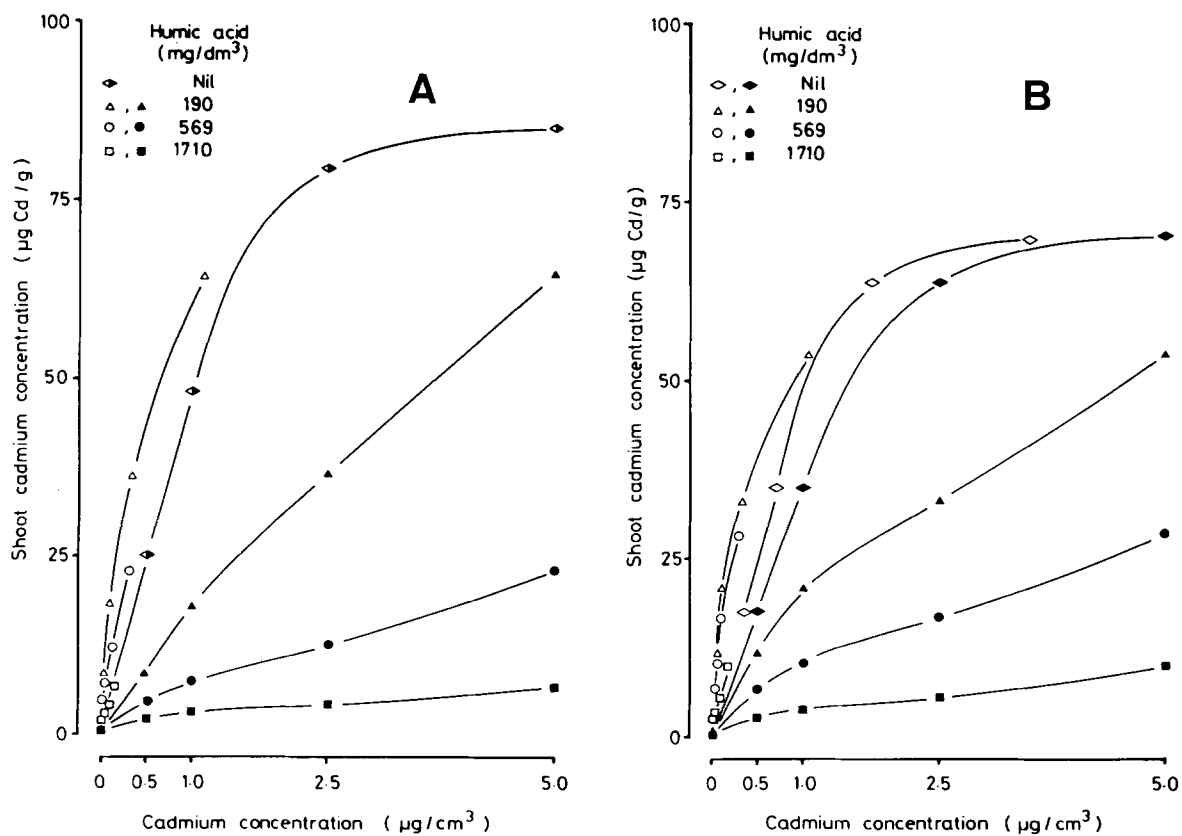 100
75
50
25
0
Shoot cadmium concentration ( µg Cd / g )
Humic acid
(mg/dm³)
Nil
, 190
, 569
, 1710
A
0 0·5 1·0 2·5 5·0
Cadmium concentration ( µg/cm³ )
100
75
50
25
0
Shoot cadmium concentration (µg Cd/g)
Humic acid
(mg/dm³)
, Nil
, 190
, 569
, 1710
B
0 0·5 1·0 2·5 5·0
Cadmium concentration ( µg/cm³ )